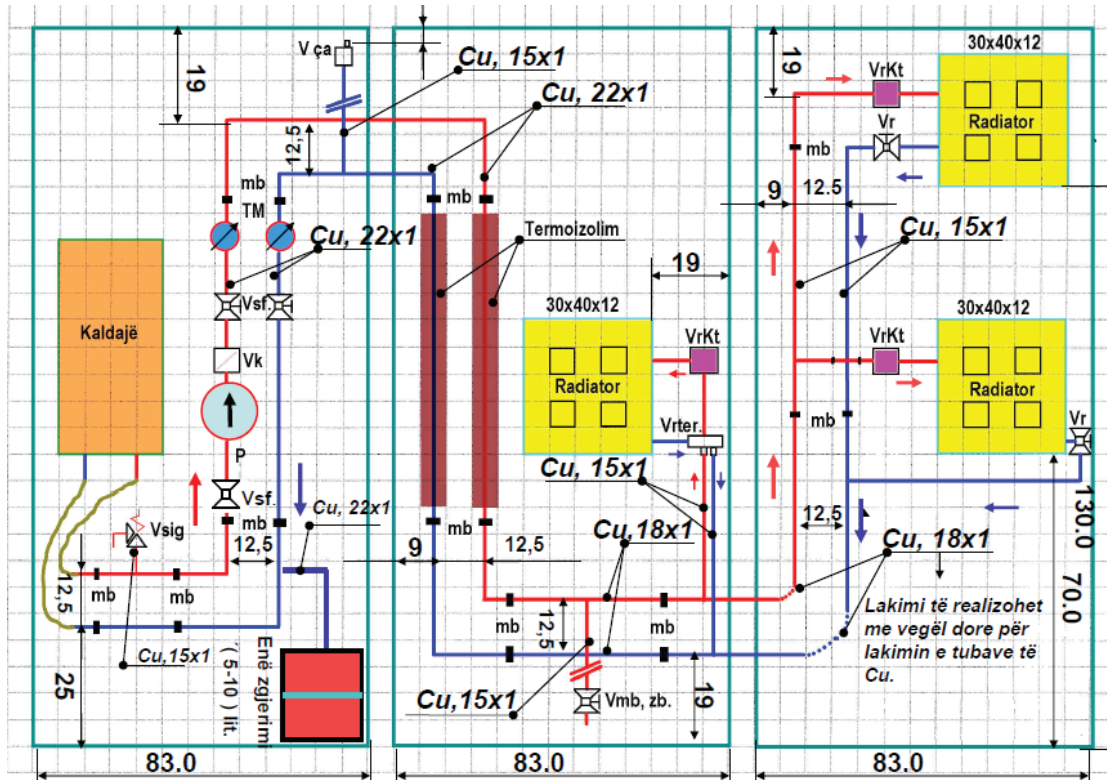 V ça
Cu, 15x1
Cu, 22x1
19
12,5
mb
TM
Cu, 22x1
Kaldajë
Vsf.
Vk
P
Vsf.
mb
Vsig
Cu, 22x1
12,5
12,5
mb
mb
Cu,15x1
25
Enë zgjerimi
( 5-10 ) lit.
83.0
mb
Termoizolim
19
30x40x12
VrKt
Radiator
Vrter.
Cu, 15x1
mb
Cu,18x1
9
12,5
mb
mb
12,5
Cu,15x1
Vmb, zb.
19
83.0
19
30x40x12
VrKt
Radiator
Vr
mb
9
12.5
Cu, 15x1
30x40x12
VrKt
Radiator
mb
Vr
12,5
Cu, 18x1
130.0
70.0
Lakimi të realizohet
me vegël dore për
lakimin e tubave të
Cu.
83.0